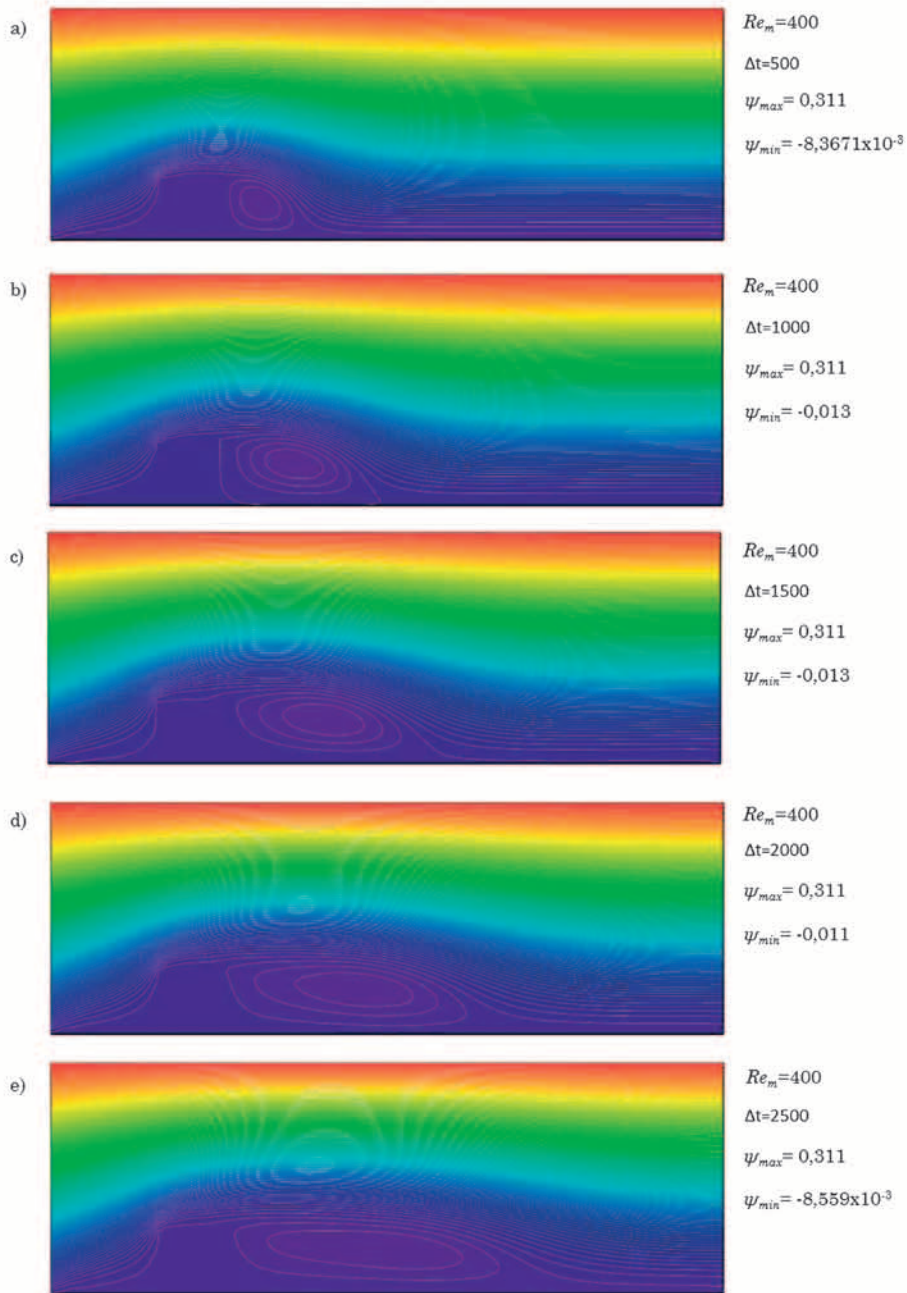 a)
Re_m=400
Δt=500
ψ_max= 0,311
ψ_min= -8,3671x10⁻³
b)
Re_m=400
Δt=1000
ψ_max= 0,311
ψ_min= -0,013
c)
Re_m=400
Δt=1500
ψ_max= 0,311
ψ_min= -0,013
d)
Re_m=400
Δt=2000
ψ_max= 0,311
ψ_min= -0,011
e)
Re_m=400
Δt=2500
ψ_max= 0,311
ψ_min= -8,559x10⁻³